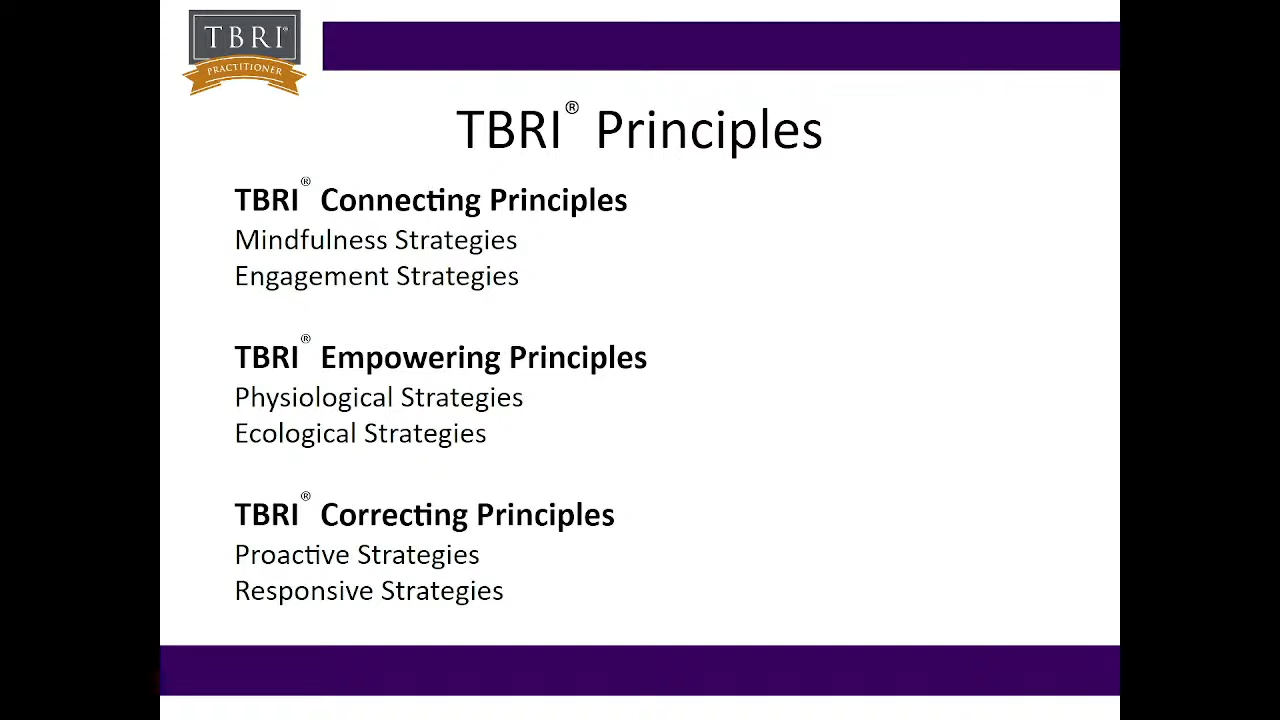 TBRI®
PRACTITIONER
TBRI® Principles
TBRI® Connecting Principles
Mindfulness Strategies
Engagement Strategies
TBRI® Empowering Principles
Physiological Strategies
Ecological Strategies
TBRI® Correcting Principles
Proactive Strategies
Responsive Strategies